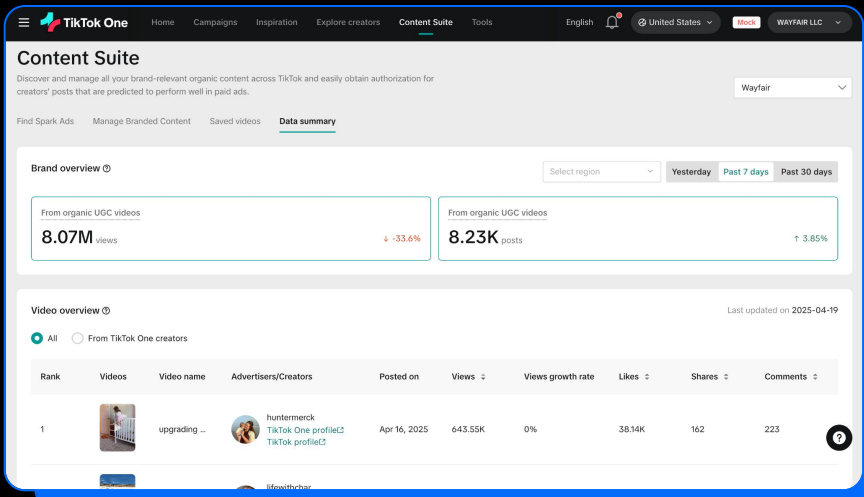 TikTok One
Home Campaigns Inspiration Explore creators Content Suite Tools English United States Mock WAYFAIR LLC
Content Suite
Discover and manage all your brand-relevant organic content across TikTok and easily obtain authorization for
creators' posts that are predicted to perform well in paid ads.
Wayfair
Find Spark Ads Manage Branded Content Saved videos Data summary
Brand overview
Select region Yesterday Past 7 days Past 30 days
From organic UGC videos
8.07M views ↓ -33.6%
From organic UGC videos
8.23K posts ↑ 3.85%
Video overview
Last updated on 2025-04-19
All From TikTok One creators
Rank Videos Video name Advertisers/Creators Posted on Views Views growth rate Likes Shares Comments
1 upgrading ... huntermerck Apr 16, 2025 643.55K 0% 38.14K 162 223
TikTok One profile
TikTok profile
?
lifewithchar